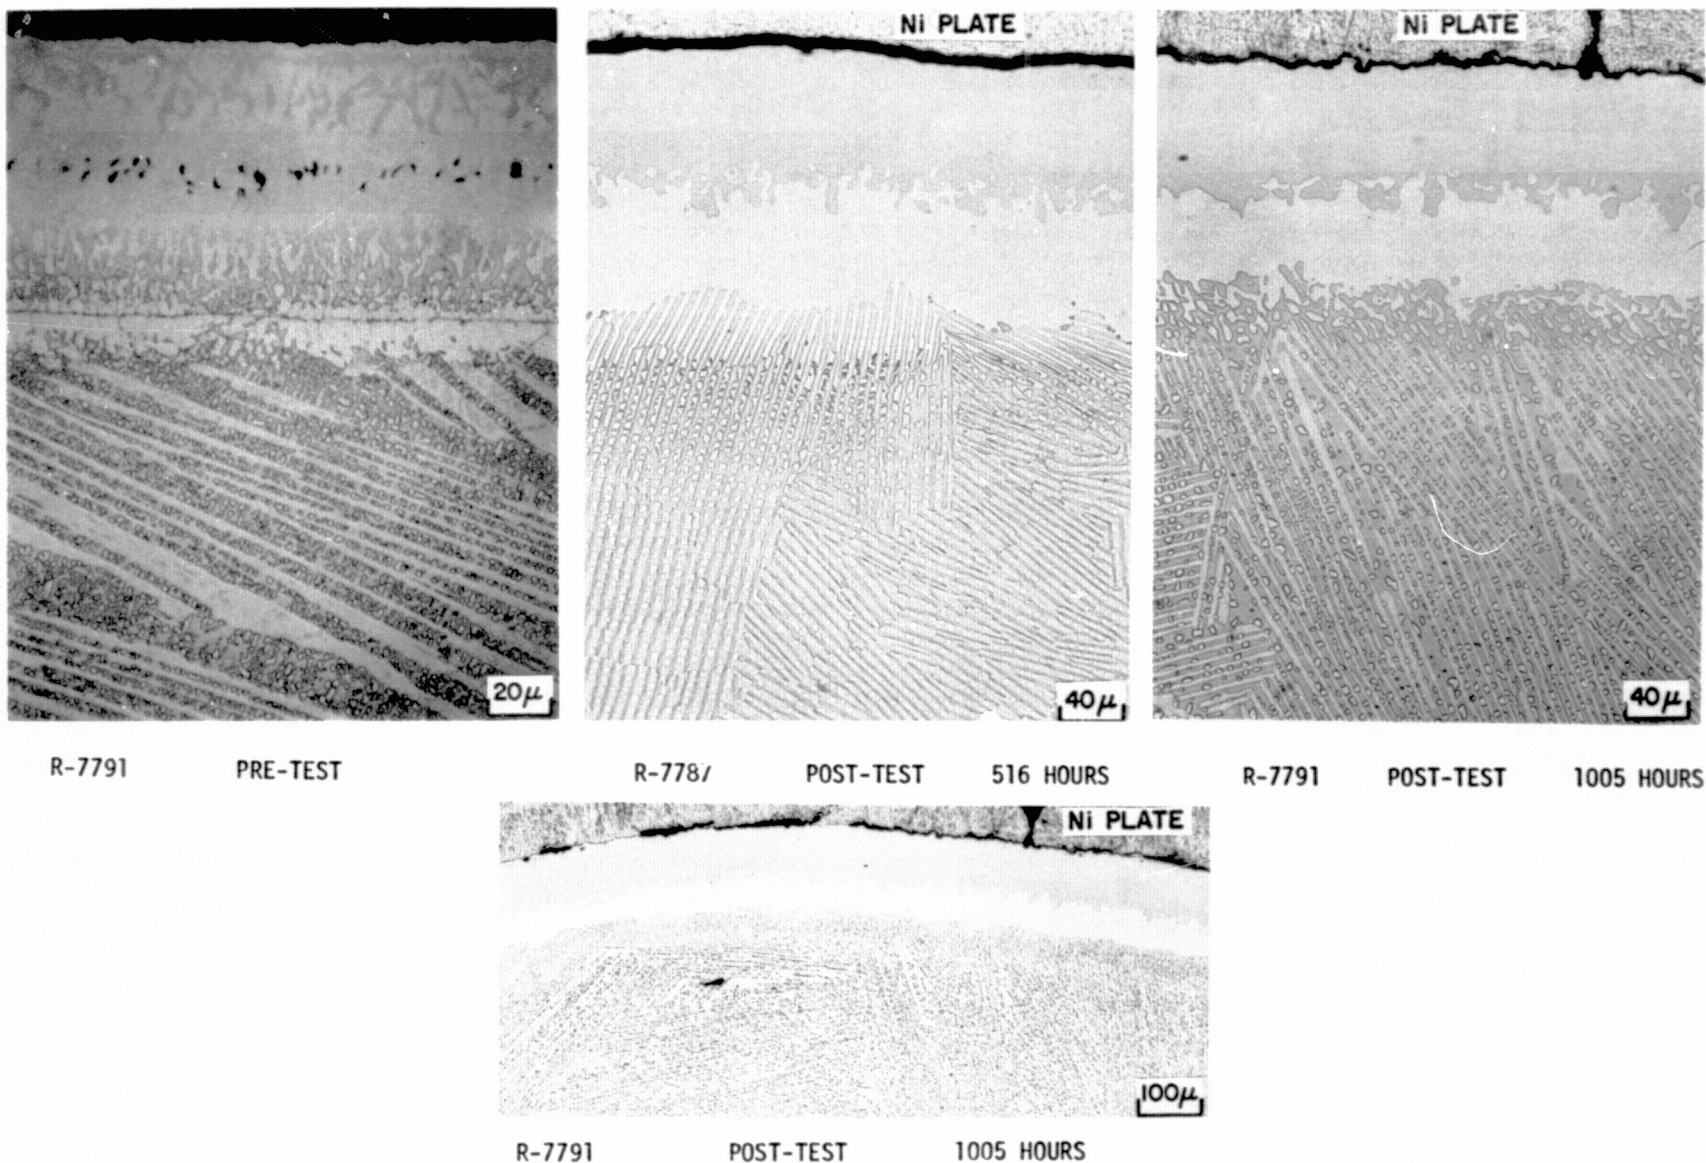 Ni PLATE
Ni PLATE
20μ
40μ
40μ
R-7791 PRE-TEST
R-7787 POST-TEST 516 HOURS
R-7791 POST-TEST 1005 HOURS
Ni PLATE
100μ
R-7791 POST-TEST 1005 HOURS